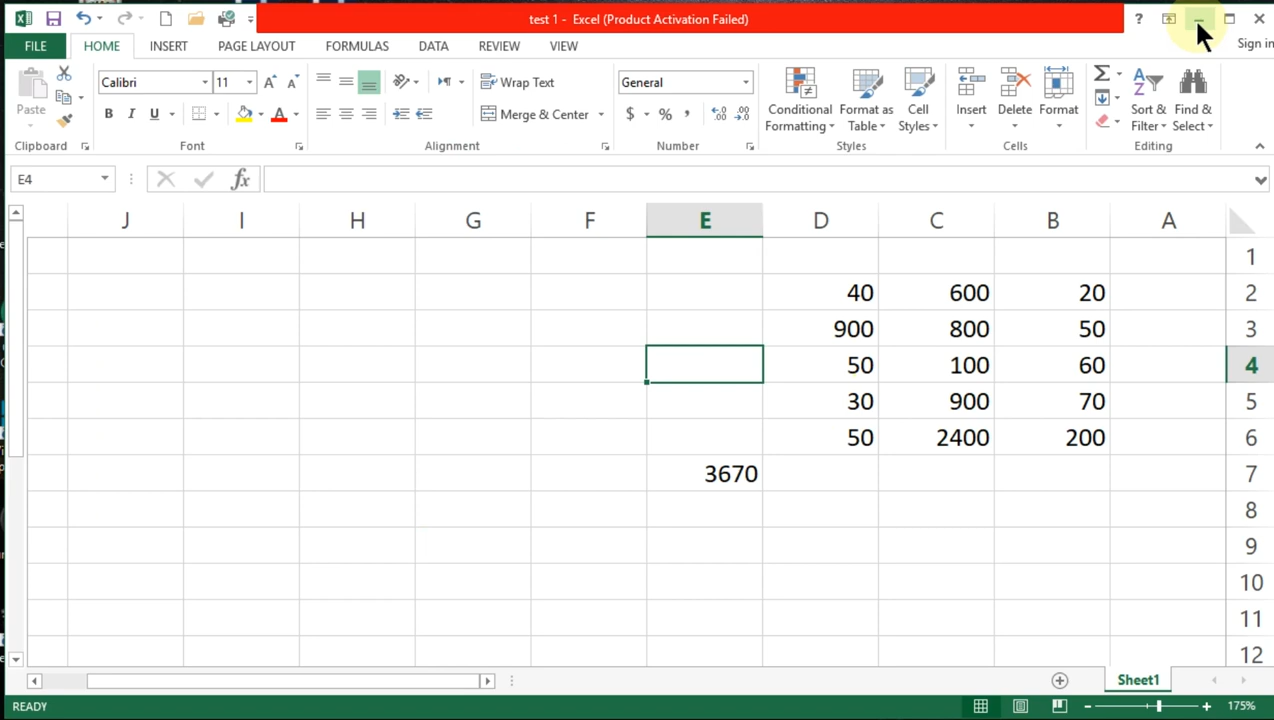 test 1 - Excel (Product Activation Failed)
?
Sign in
FILE HOME INSERT PAGE LAYOUT FORMULAS DATA REVIEW VIEW
Paste
Calibri 11
B I U
A A
A
Wrap Text
Merge & Center
General
$ % ,
.00 .0
Conditional Formatting
Format as Table
Cell Styles
Insert
Delete
Format
Sort & Filter
Find & Select
Clipboard Font Alignment Number Styles Cells Editing
E4 fx
J I H G F E D C B A
1
40 600 20 2
900 800 50 3
50 100 60 4
30 900 70 5
50 2400 200 6
3670 7
8
9
10
11
12
Sheet1
READY 175%